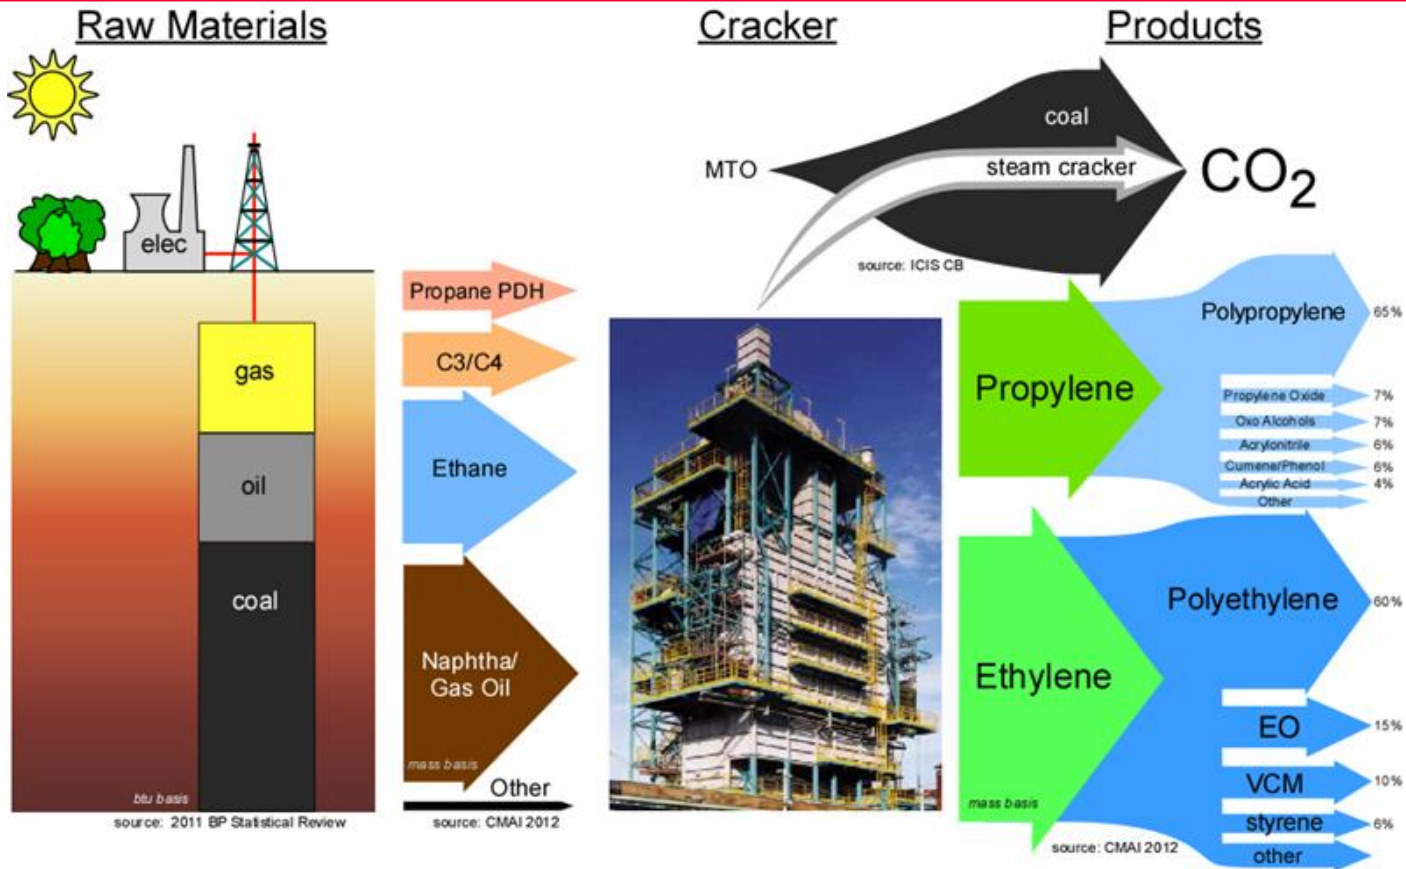 Raw Materials
Cracker
Products
elec
gas
oil
coal
btu basis
source: 2011 BP Statistical Review
Propane PDH
C3/C4
Ethane
Naphtha/
Gas Oil
mass basis
Other
source: CMAI 2012
MTO
coal
steam cracker
CO2
source: ICIS CB
Propylene
Polypropylene
65%
Propylene Oxide
7%
Oxo Alcohols
7%
Acrylonitrile
6%
Cumene/Phenol
6%
Acrylic Acid
4%
Other
Ethylene
mass basis
Polyethylene
60%
EO
15%
VCM
10%
styrene
6%
other
source: CMAI 2012